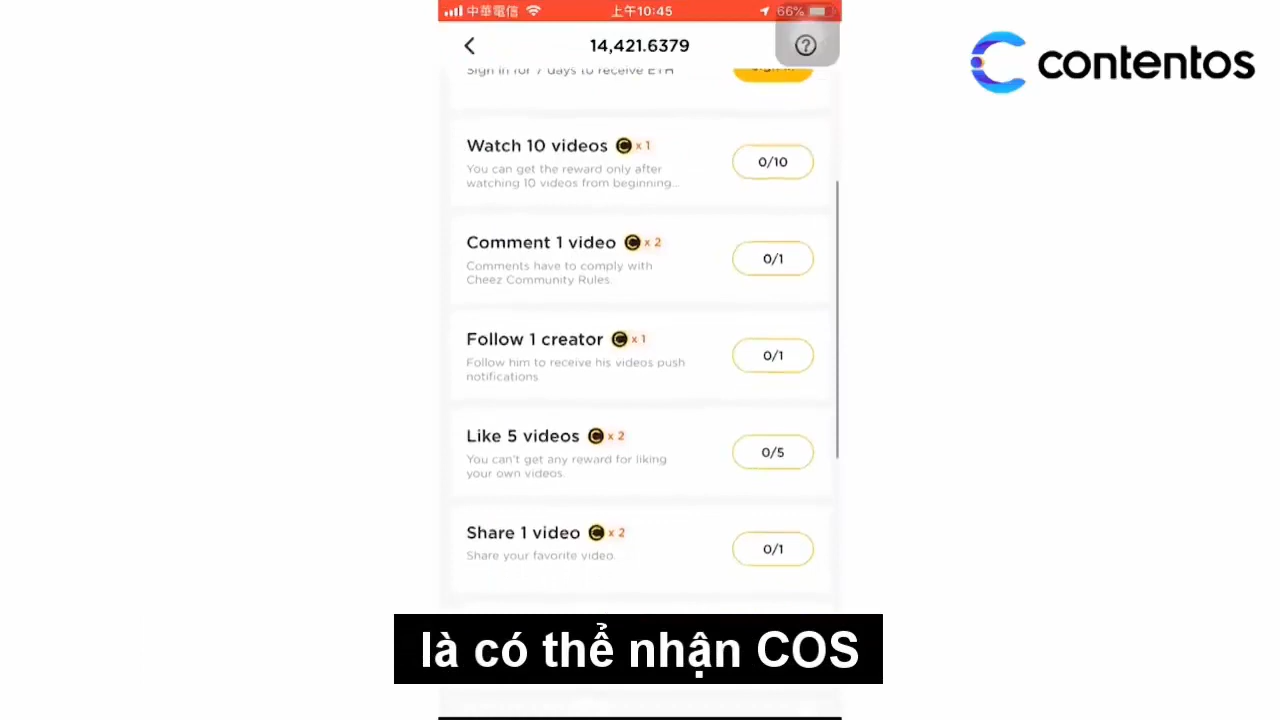 中華電信 上午10:45 66%
14,421.6379
contentos
Sign in for 7 days to receive ETH
Sign in
Watch 10 videos x 1
You can get the reward only after
watching 10 videos from beginning...
0/10
Comment 1 video x 2
Comments have to comply with
Cheez Community Rules.
0/1
Follow 1 creator x 1
Follow him to receive his videos push
notifications
0/1
Like 5 videos x 2
You can't get any reward for liking
your own videos.
0/5
Share 1 video x 2
Share your favorite video.
0/1
là có thể nhận COS